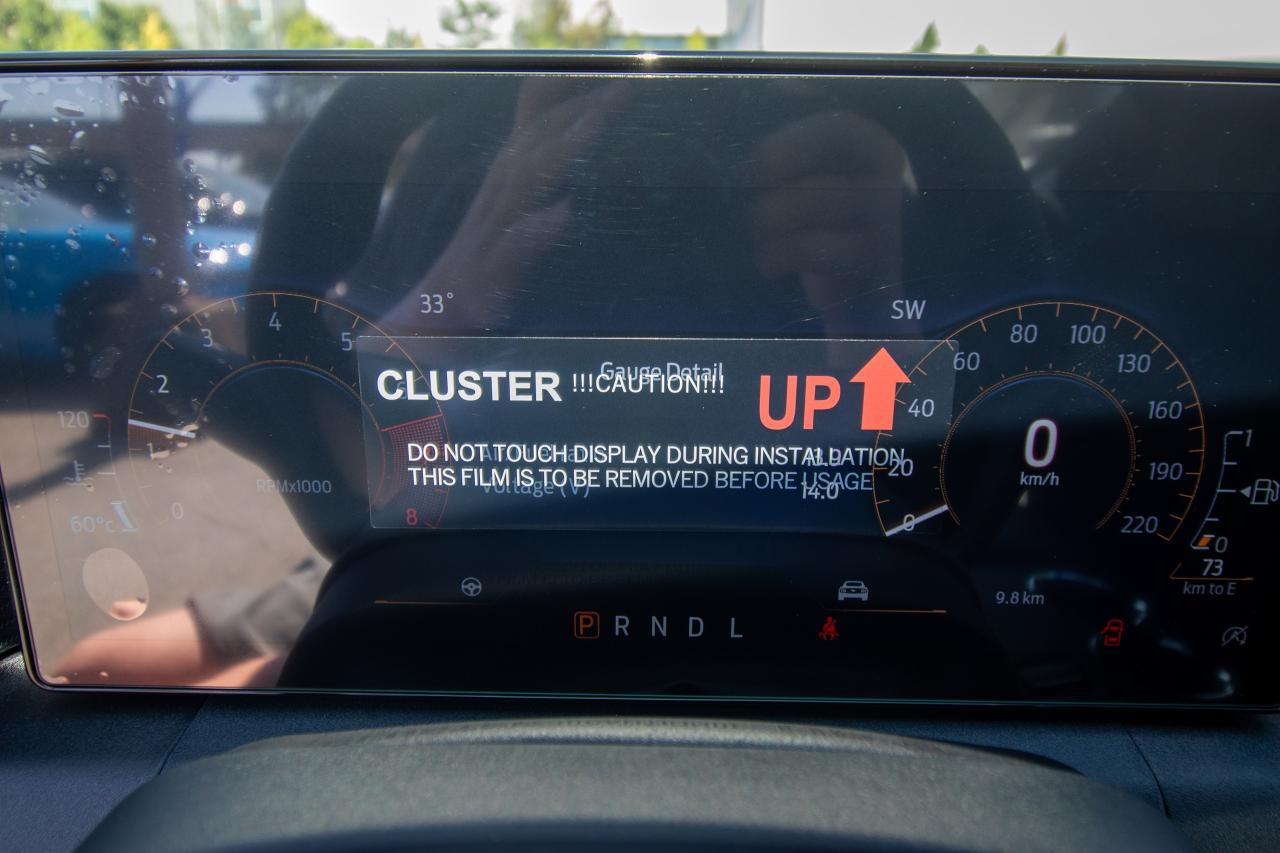 33°
SW
0
1
2
3
4
5
8
RPMx1000
120
60°c
Gauge Detail
CLUSTER !!!CAUTION!!! UP
DO NOT TOUCH DISPLAY DURING INSTALLATION
THIS FILM IS TO BE REMOVED BEFORE USAGE
13.9
Voltage (V)
14.0
0
20
40
60
80
100
130
160
190
220
0
km/h
1
0
73
km to E
9.8 km
P R N D L